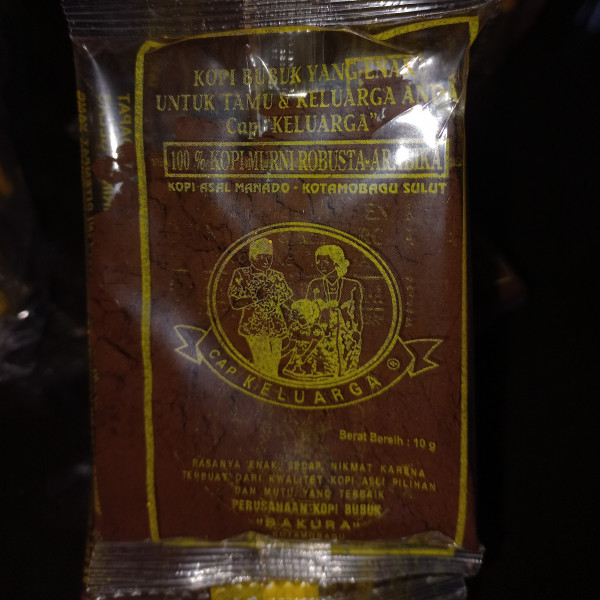 KOPI BUBUK YANG ENAK
UNTUK TAMU & KELUARGA ANDA
Cap "KELUARGA"
100 % KOPI MURNI ROBUSTA-ARABIKA
KOPI ASAL MANADO - KOTAMOBAGU SULUT
CAP KELUARGA ®
Berat Bersih : 10 g
RASANYA ENAK, SEDAP, NIKMAT KARENA
TERBUAT DARI KWALITET KOPI ASLI PILIHAN
DAN MUTU YANG TERBAIK
PERUSAHAAN KOPI BUBUK
"BAKURA"
KOTAMOBAGU